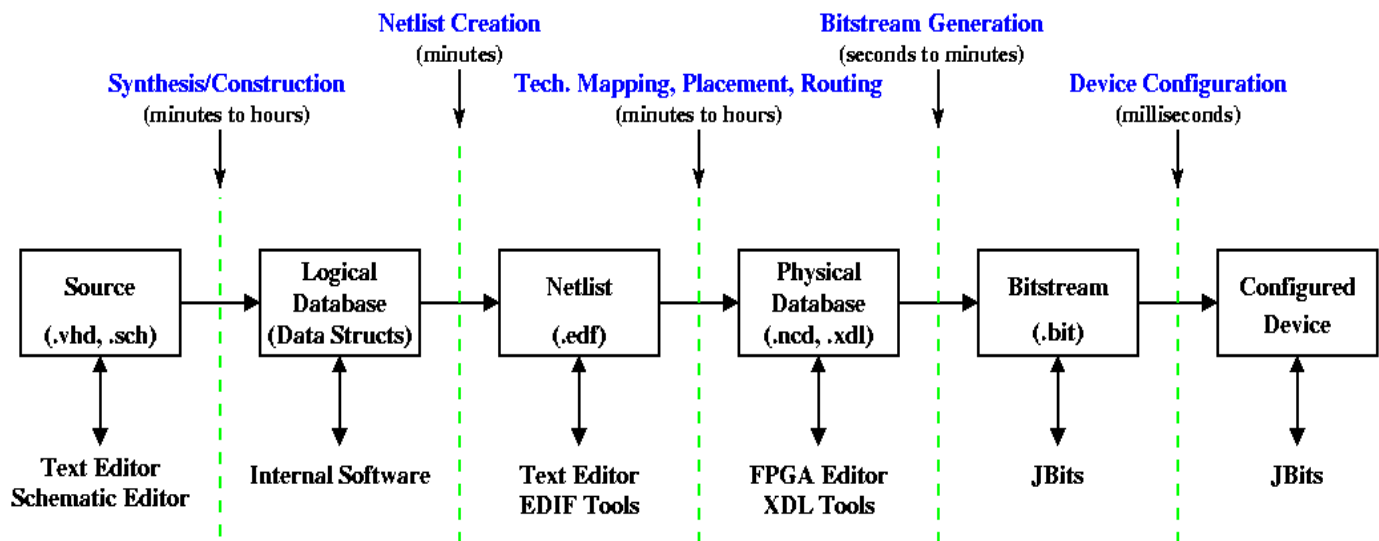 Netlist Creation
(minutes)
Bitstream Generation
(seconds to minutes)
Synthesis/Construction
(minutes to hours)
Tech. Mapping, Placement, Routing
(minutes to hours)
Device Configuration
(milliseconds)
Source
(.vhd, .sch)
Logical
Database
(Data Structs)
Netlist
(.edf)
Physical
Database
(.ncd, .xdl)
Bitstream
(.bit)
Configured
Device
Text Editor
Schematic Editor
Internal Software
Text Editor
EDIF Tools
FPGA Editor
XDL Tools
JBits
JBits